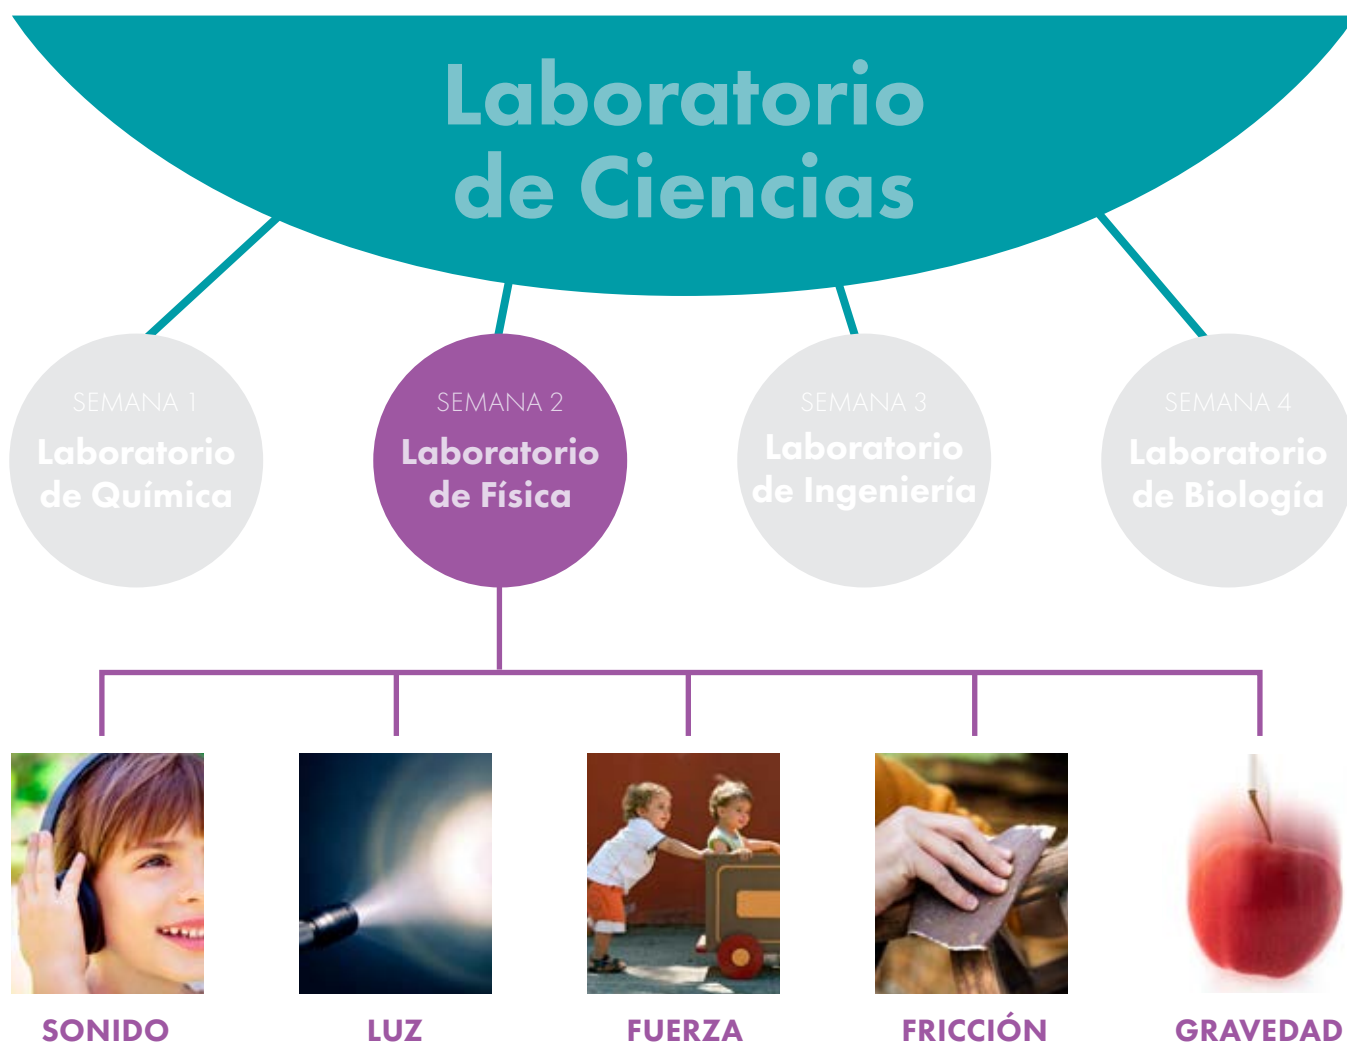 Laboratorio
de Ciencias
SEMANA 1
Laboratorio
de Química
SEMANA 2
Laboratorio
de Física
SEMANA 3
Laboratorio
de Ingeniería
SEMANA 4
Laboratorio
de Biología
SONIDO
LUZ
FUERZA
FRICCIÓN
GRAVEDAD